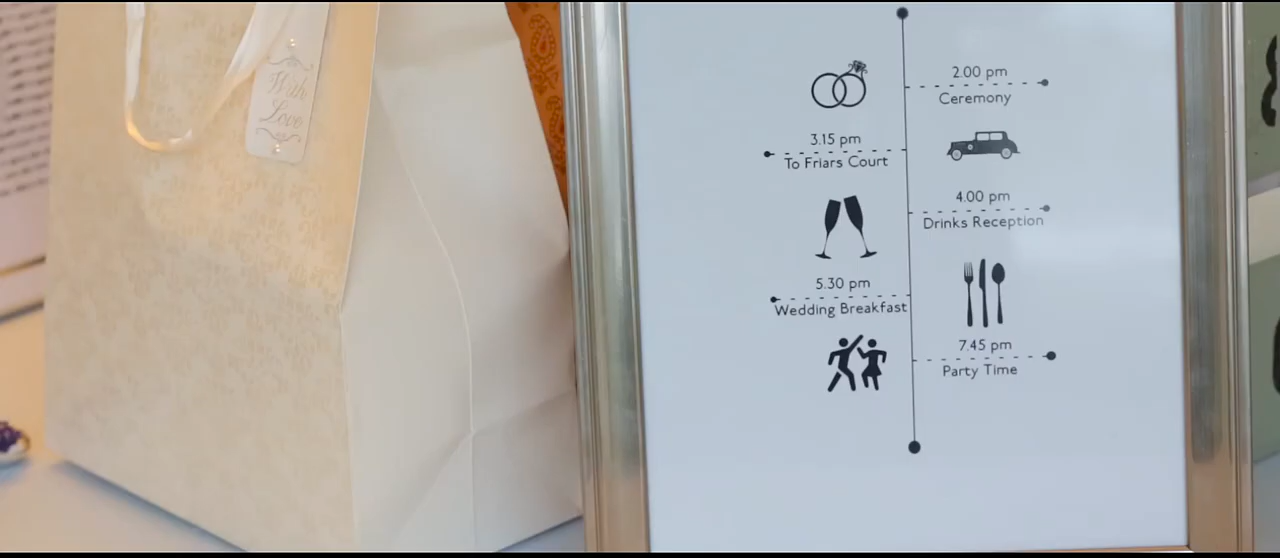 With
Love
2.00 pm
Ceremony
3.15 pm
To Friars Court
4.00 pm
Drinks Reception
5.30 pm
Wedding Breakfast
7.45 pm
Party Time